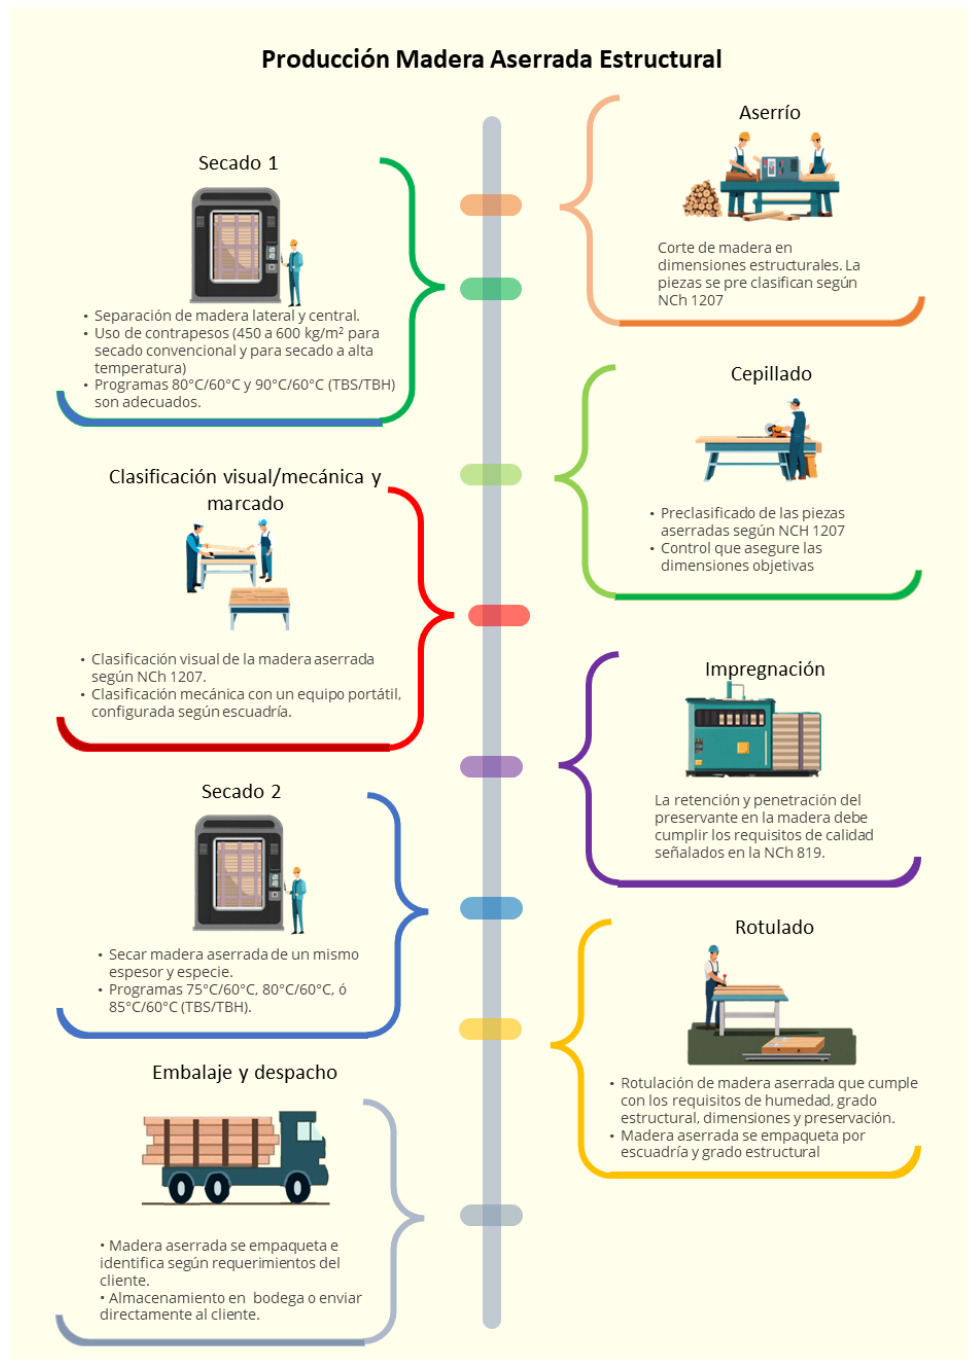 Producción Madera Aserrada Estructural
Aserrío
Corte de madera en
dimensiones estructurales. La
piezas se pre clasifican según
NCh 1207
Secado 1
• Separación de madera lateral y central.
• Uso de contrapesos (450 a 600 kg/m² para
secado convencional y para secado a alta
temperatura)
• Programas 80°C/60°C y 90°C/60°C (TBS/TBH)
son adecuados.
Cepillado
• Preclasificado de las piezas
aserradas según NCH 1207
• Control que asegure las
dimensiones objetivas
Clasificación visual/mecánica y
marcado
• Clasificación visual de la madera aserrada
según NCh 1207.
• Clasificación mecánica con un equipo portátil,
configurada según escuadría.
Impregnación
La retención y penetración del
preservante en la madera debe
cumplir los requisitos de calidad
señalados en la NCh 819.
Secado 2
• Secar madera aserrada de un mismo
espesor y especie.
• Programas 75°C/60°C, 80°C/60°C, ó
85°C/60°C (TBS/TBH).
Rotulado
• Rotulación de madera aserrada que cumple
con los requisitos de humedad, grado
estructural, dimensiones y preservación.
• Madera aserrada se empaqueta por
escuadría y grado estructural
Embalaje y despacho
• Madera aserrada se empaqueta e
identifica según requerimientos del
cliente.
• Almacenamiento en bodega o enviar
directamente al cliente.